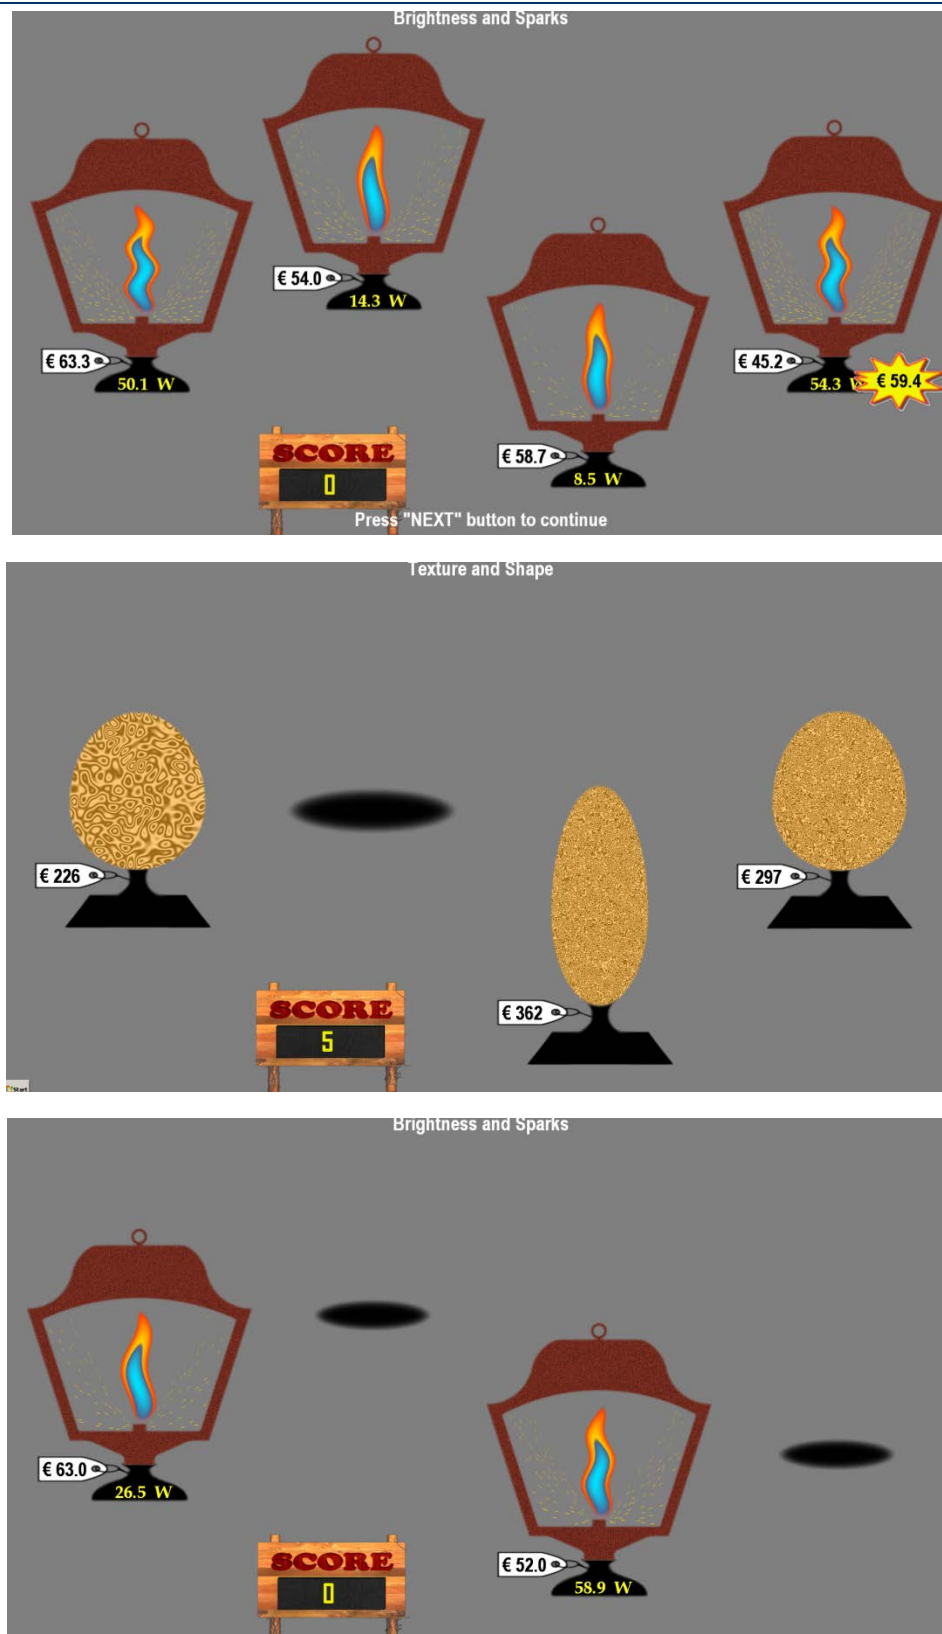 Brightness and Sparks
€ 54.0
14.3 W
€ 63.3
50.1 W
€ 45.2
54.3 W
€ 59.4
€ 58.7
8.5 W
SCORE
0
Press "NEXT" button to continue
Texture and Shape
€ 226
€ 297
€ 362
SCORE
5
Start
Brightness and Sparks
€ 63.0
26.5 W
€ 52.0
58.9 W
SCORE
0